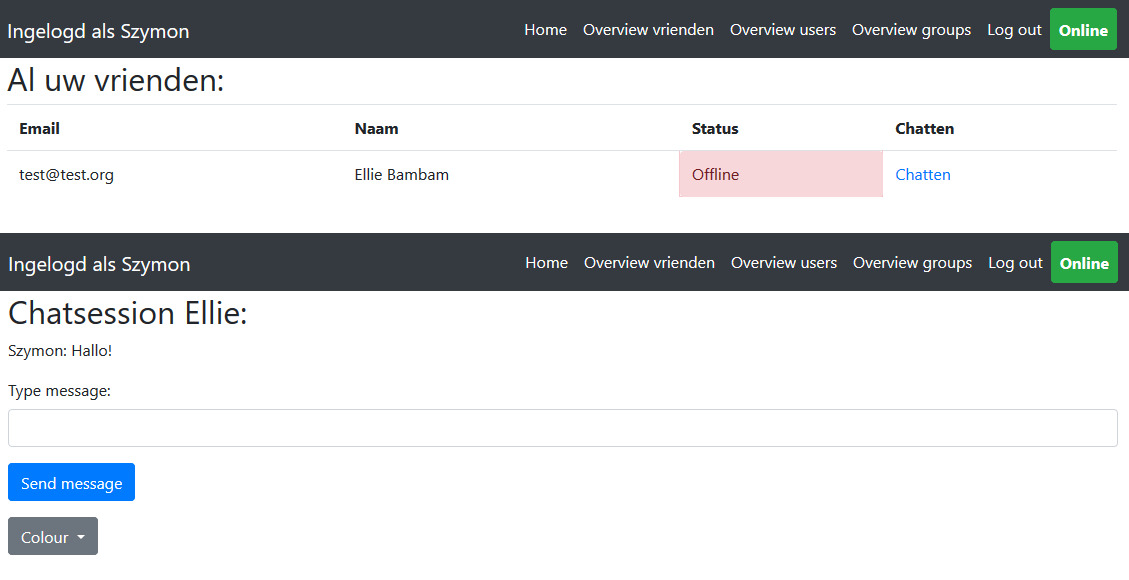 Ingelogd als Szymon Home Overview vrienden Overview users Overview groups Log out Online
Al uw vrienden:
Email Naam Status Chatten
test@test.org Ellie Bambam Offline Chatten
Ingelogd als Szymon Home Overview vrienden Overview users Overview groups Log out Online
Chatsession Ellie:
Szymon: Hallo!
Type message:
Send message
Colour